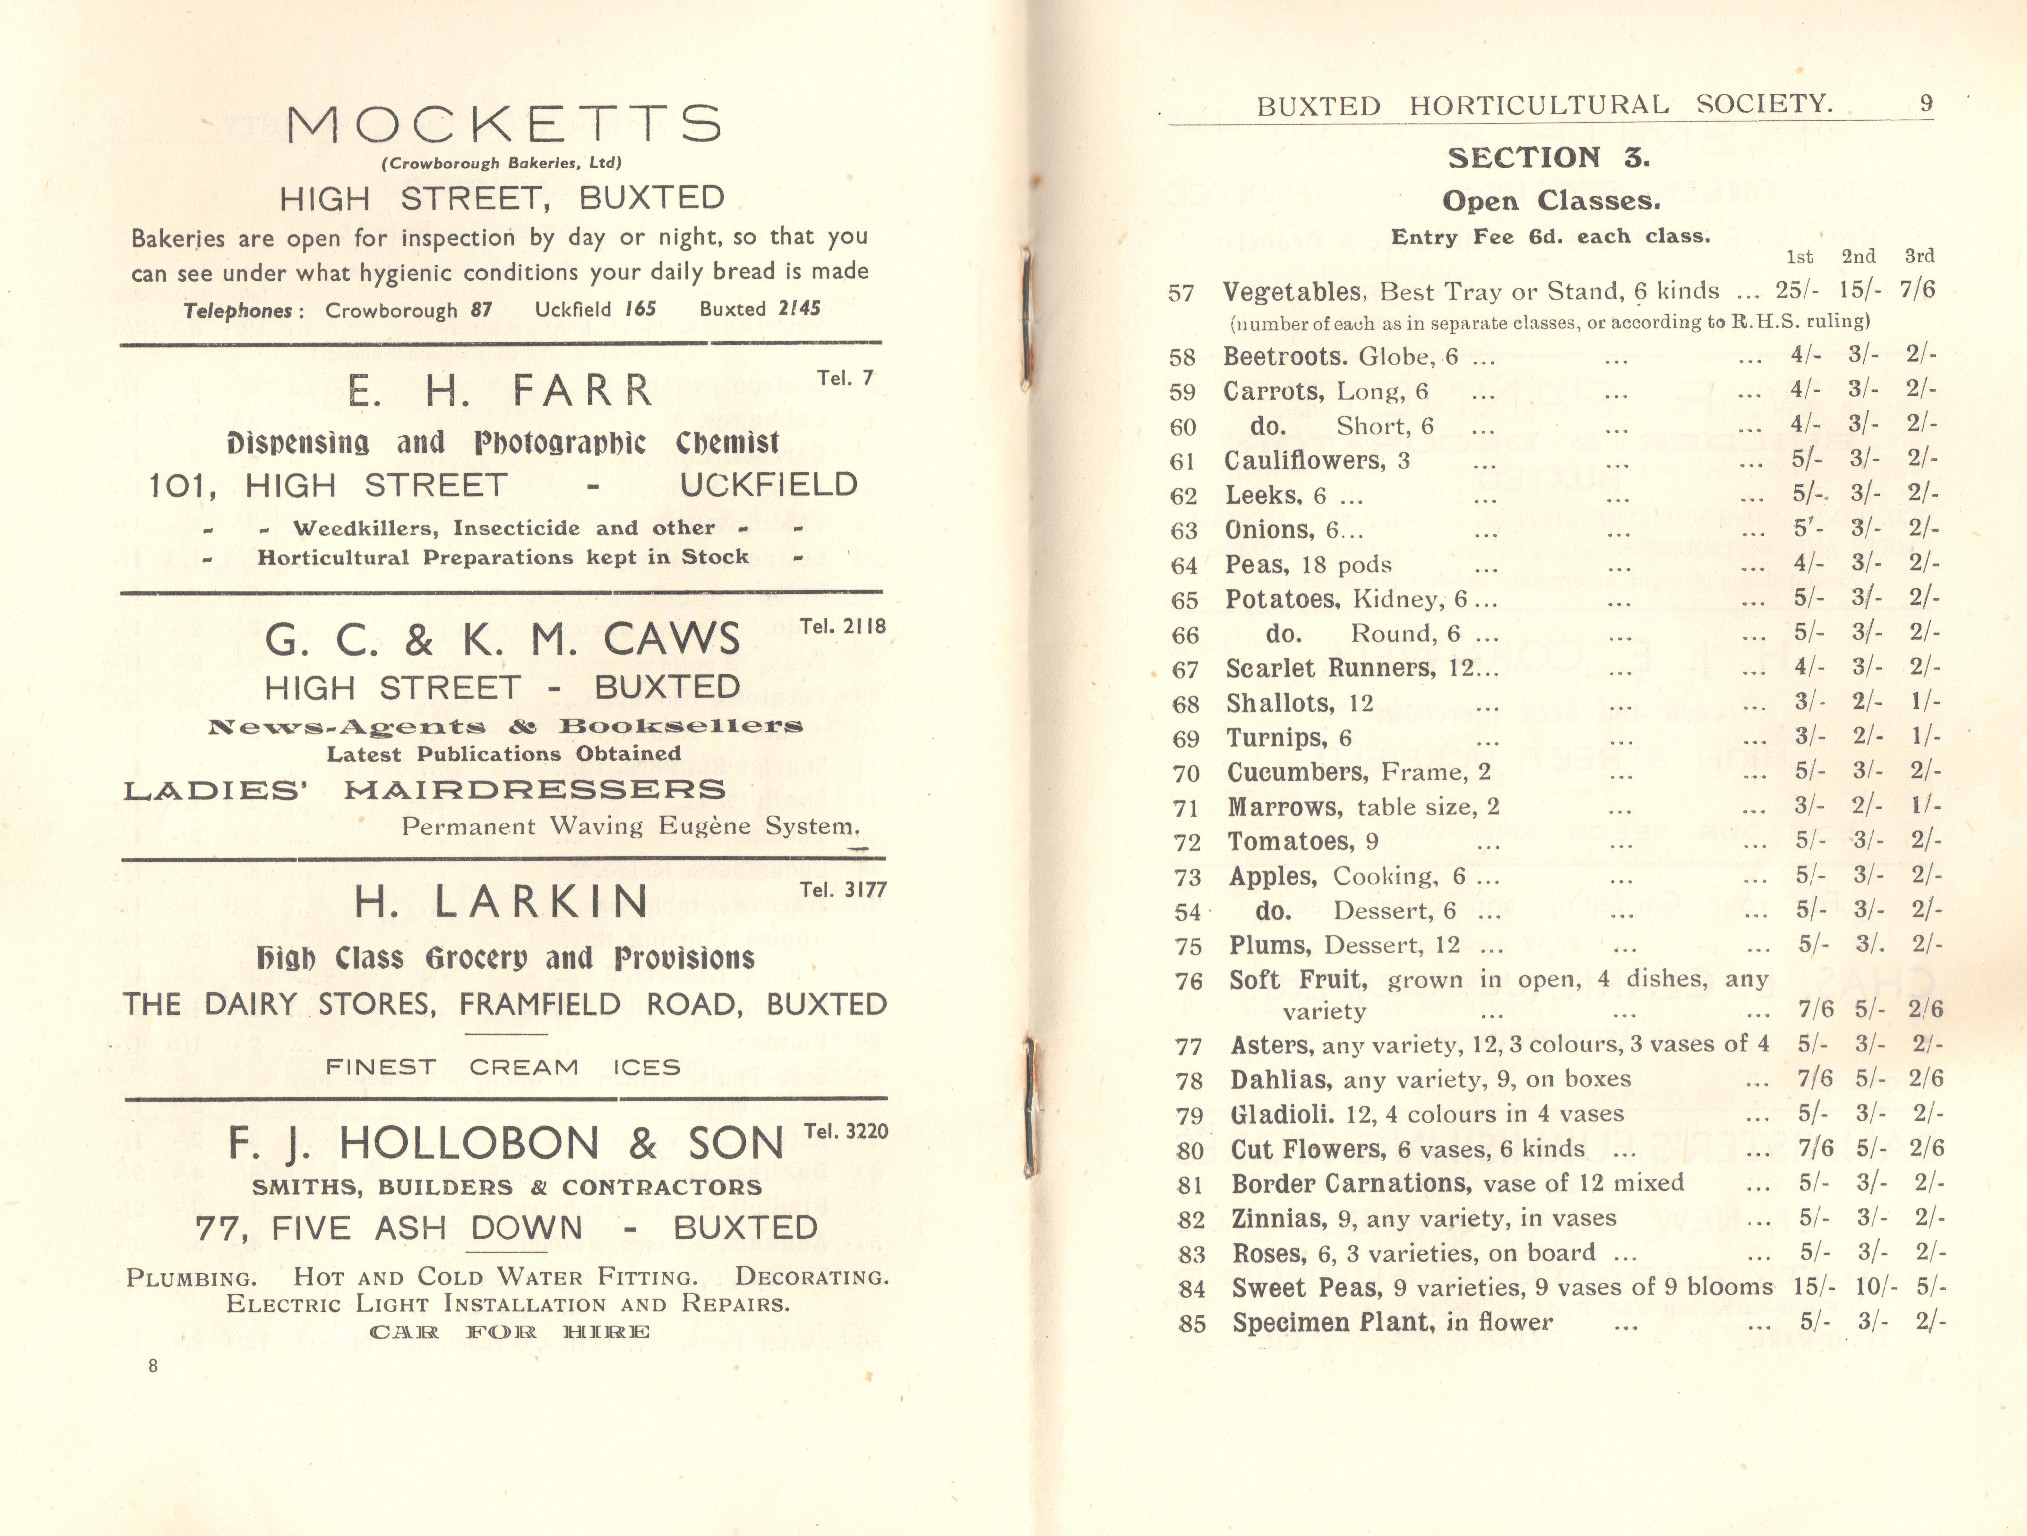 MOCKETTS
(Crowborough Bakeries, Ltd)
HIGH STREET, BUXTED
Bakeries are open for inspection by day or night, so that you
can see under what hygienic conditions your daily bread is made
Telephones: Crowborough 87 Uckfield 165 Buxted 2145
E. H. FARR Tel. 7
Dispensing and Photographic Chemist
101, HIGH STREET - UCKFIELD
- - Weedkillers, Insecticide and other - -
- Horticultural Preparations kept in Stock -
G. C. & K. M. CAWS Tel. 2118
HIGH STREET - BUXTED
News-Agents & Booksellers
Latest Publications Obtained
LADIES' HAIRDRESSERS
Permanent Waving Eugène System.
H. LARKIN Tel. 3177
High Class Grocery and Provisions
THE DAIRY STORES, FRAMFIELD ROAD, BUXTED
FINEST CREAM ICES
F. J. HOLLOBON & SON Tel. 3220
SMITHS, BUILDERS & CONTRACTORS
77, FIVE ASH DOWN - BUXTED
PLUMBING. HOT AND COLD WATER FITTING. DECORATING.
ELECTRIC LIGHT INSTALLATION AND REPAIRS.
CAR FOR HIRE
8
BUXTED HORTICULTURAL SOCIETY. 9
SECTION 3.
Open Classes.
Entry Fee 6d. each class.
1st 2nd 3rd
57 Vegetables, Best Tray or Stand, 6 kinds ... 25/- 15/- 7/6
(number of each as in separate classes, or according to R.H.S. ruling)
58 Beetroots. Globe, 6 ... ... ... 4/- 3/- 2/-
59 Carrots, Long, 6 ... ... ... 4/- 3/- 2/-
60 do. Short, 6 ... ... ... 4/- 3/- 2/-
61 Cauliflowers, 3 ... ... ... 5/- 3/- 2/-
62 Leeks, 6 ... ... ... ... 5/- 3/- 2/-
63 Onions, 6... ... ... ... 5'- 3/- 2/-
64 Peas, 18 pods ... ... ... 4/- 3/- 2/-
65 Potatoes, Kidney, 6... ... ... 5/- 3/- 2/-
66 do. Round, 6 ... ... ... 5/- 3/- 2/-
67 Scarlet Runners, 12... ... ... 4/- 3/- 2/-
68 Shallots, 12 ... ... ... 3/- 2/- 1/-
69 Turnips, 6 ... ... ... 3/- 2/- 1/-
70 Cucumbers, Frame, 2 ... ... 5/- 3/- 2/-
71 Marrows, table size, 2 ... ... 3/- 2/- 1/-
72 Tomatoes, 9 ... ... ... 5/- 3/- 2/-
73 Apples, Cooking, 6 ... ... ... 5/- 3/- 2/-
54 do. Dessert, 6 ... ... ... 5/- 3/- 2/-
75 Plums, Dessert, 12 ... ... ... 5/- 3/. 2/-
76 Soft Fruit, grown in open, 4 dishes, any
variety ... ... ... 7/6 5/- 2/6
77 Asters, any variety, 12, 3 colours, 3 vases of 4 5/- 3/- 2/-
78 Dahlias, any variety, 9, on boxes ... 7/6 5/- 2/6
79 Gladioli. 12, 4 colours in 4 vases ... 5/- 3/- 2/-
80 Cut Flowers, 6 vases, 6 kinds ... ... 7/6 5/- 2/6
81 Border Carnations, vase of 12 mixed ... 5/- 3/- 2/-
82 Zinnias, 9, any variety, in vases ... 5/- 3/- 2/-
83 Roses, 6, 3 varieties, on board ... ... 5/- 3/- 2/-
84 Sweet Peas, 9 varieties, 9 vases of 9 blooms 15/- 10/- 5/-
85 Specimen Plant, in flower ... ... 5/- 3/- 2/-